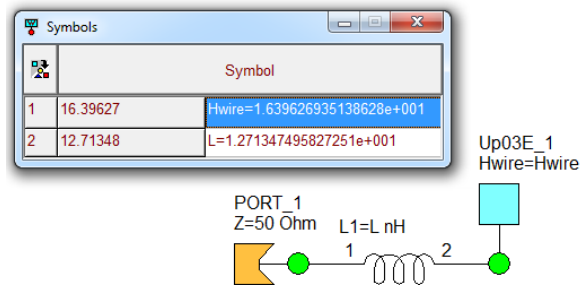 Symbols
Symbol
1 16.39627 Hwire=1.639626935138628e+001
2 12.71348 L=1.271347495827251e+001
Up03E_1
Hwire=Hwire
PORT_1
Z=50 Ohm L1=L nH
1 2